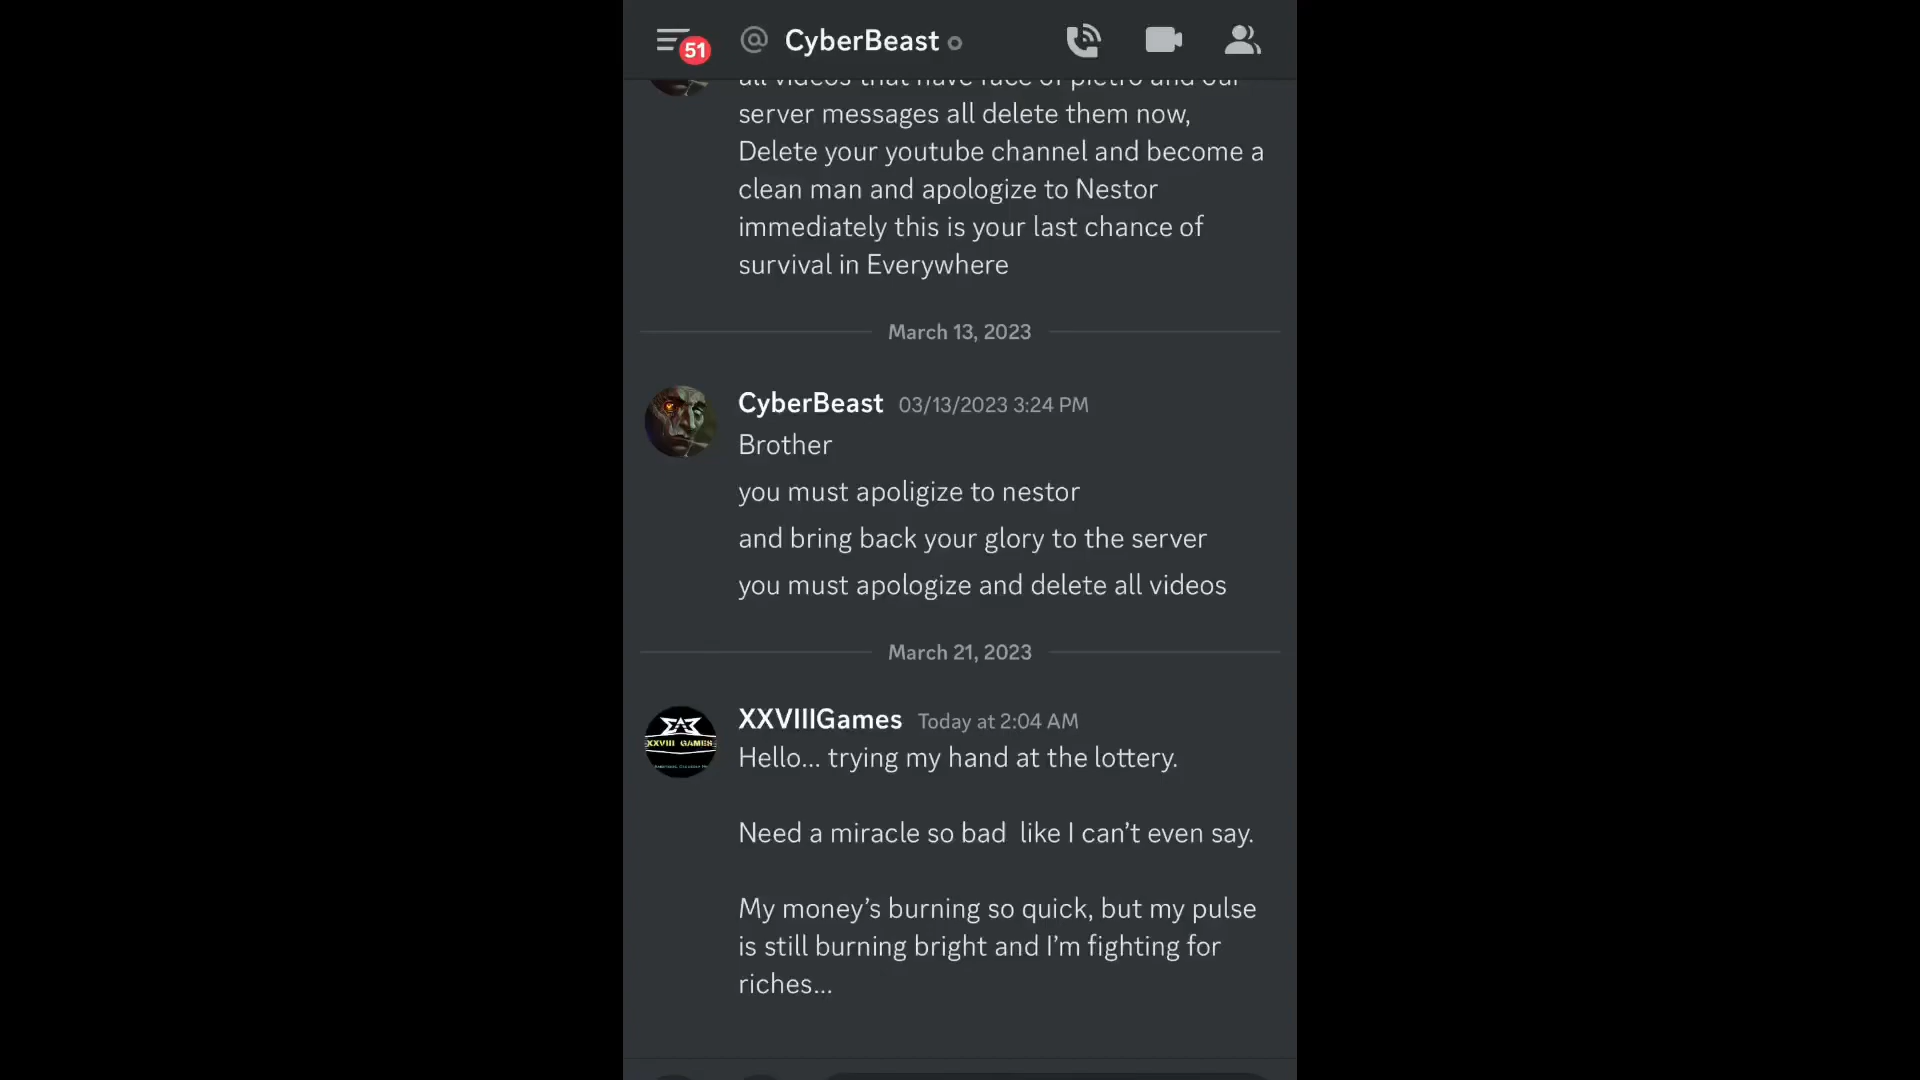 51
@ CyberBeast
all videos that have face of pietro and our
server messages all delete them now,
Delete your youtube channel and become a
clean man and apologize to Nestor
immediately this is your last chance of
survival in Everywhere
March 13, 2023
CyberBeast 03/13/2023 3:24 PM
Brother
you must apoligize to nestor
and bring back your glory to the server
you must apologize and delete all videos
March 21, 2023
XXVIIIGames Today at 2:04 AM
XXVIII GAMES
Hello... trying my hand at the lottery.
Need a miracle so bad  like I can’t even say.
My money’s burning so quick, but my pulse
is still burning bright and I’m fighting for
riches...